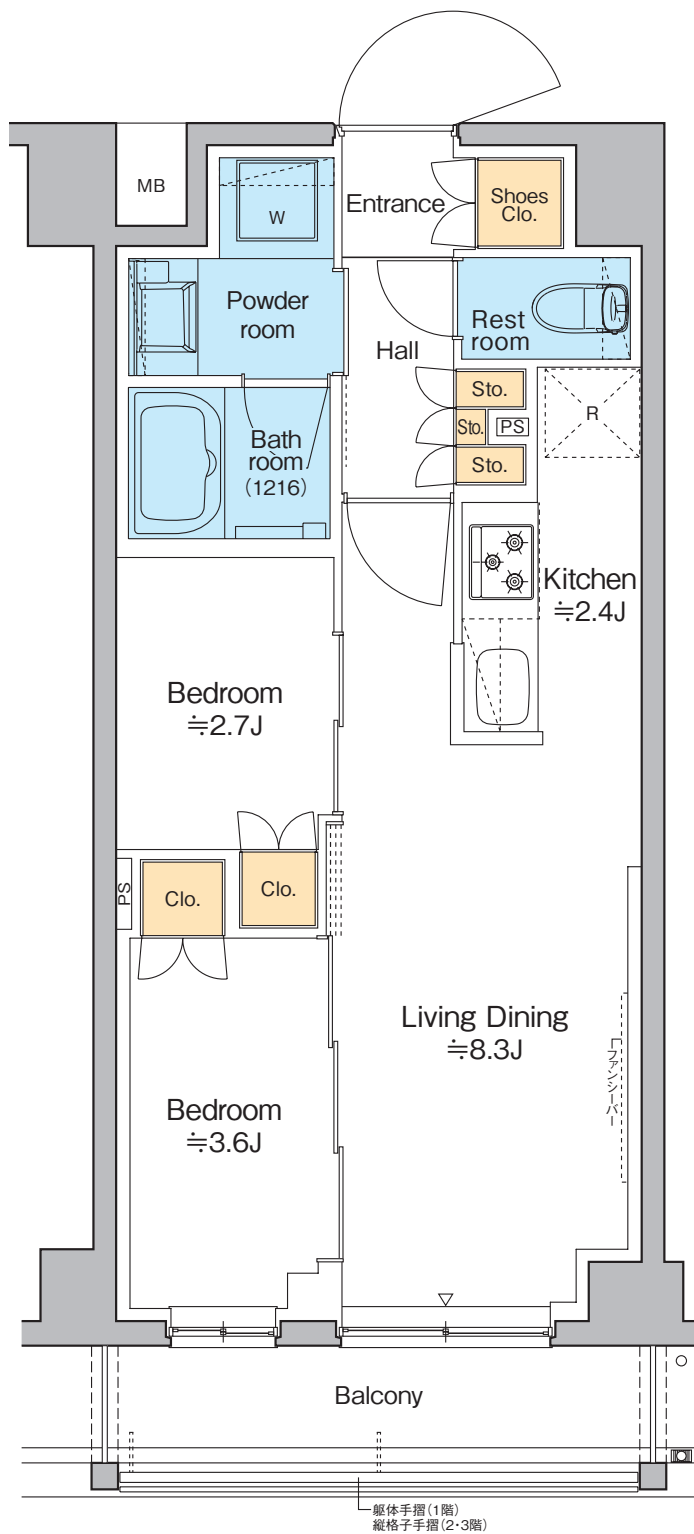 MB
W
Entrance
Shoes
Clo.
Powder
room
Rest
room
Hall
Sto.
Sto.
PS
Sto.
R
Bath
room
(1216)
Kitchen
≒2.4J
Bedroom
≒2.7J
PS
Clo.
Clo.
Living Dining
≒8.3J
「ファンシーバー
Bedroom
≒3.6J
Balcony
躯体手摺(1階)
縦格子手摺(2・3階)